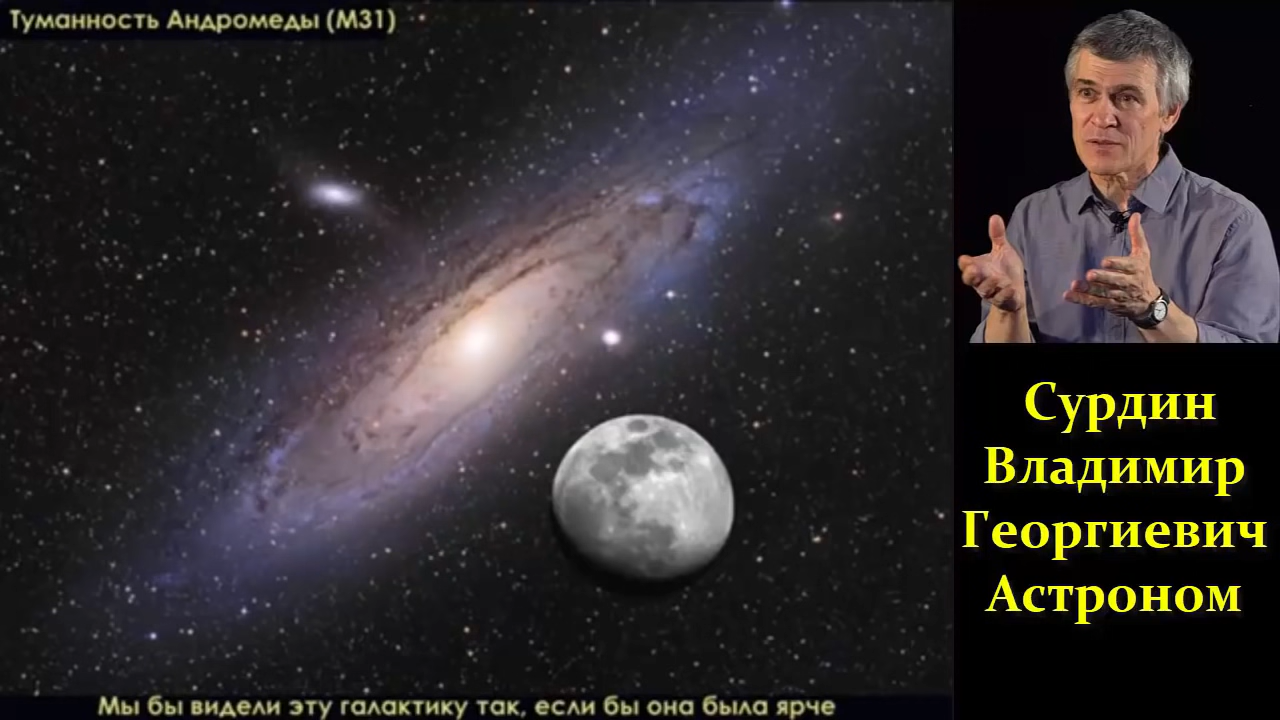 Туманность Андромеды (М31)
Мы бы видели эту галактику так, если бы она была ярче
Сурдин
Владимир
Георгиевич
Астроном